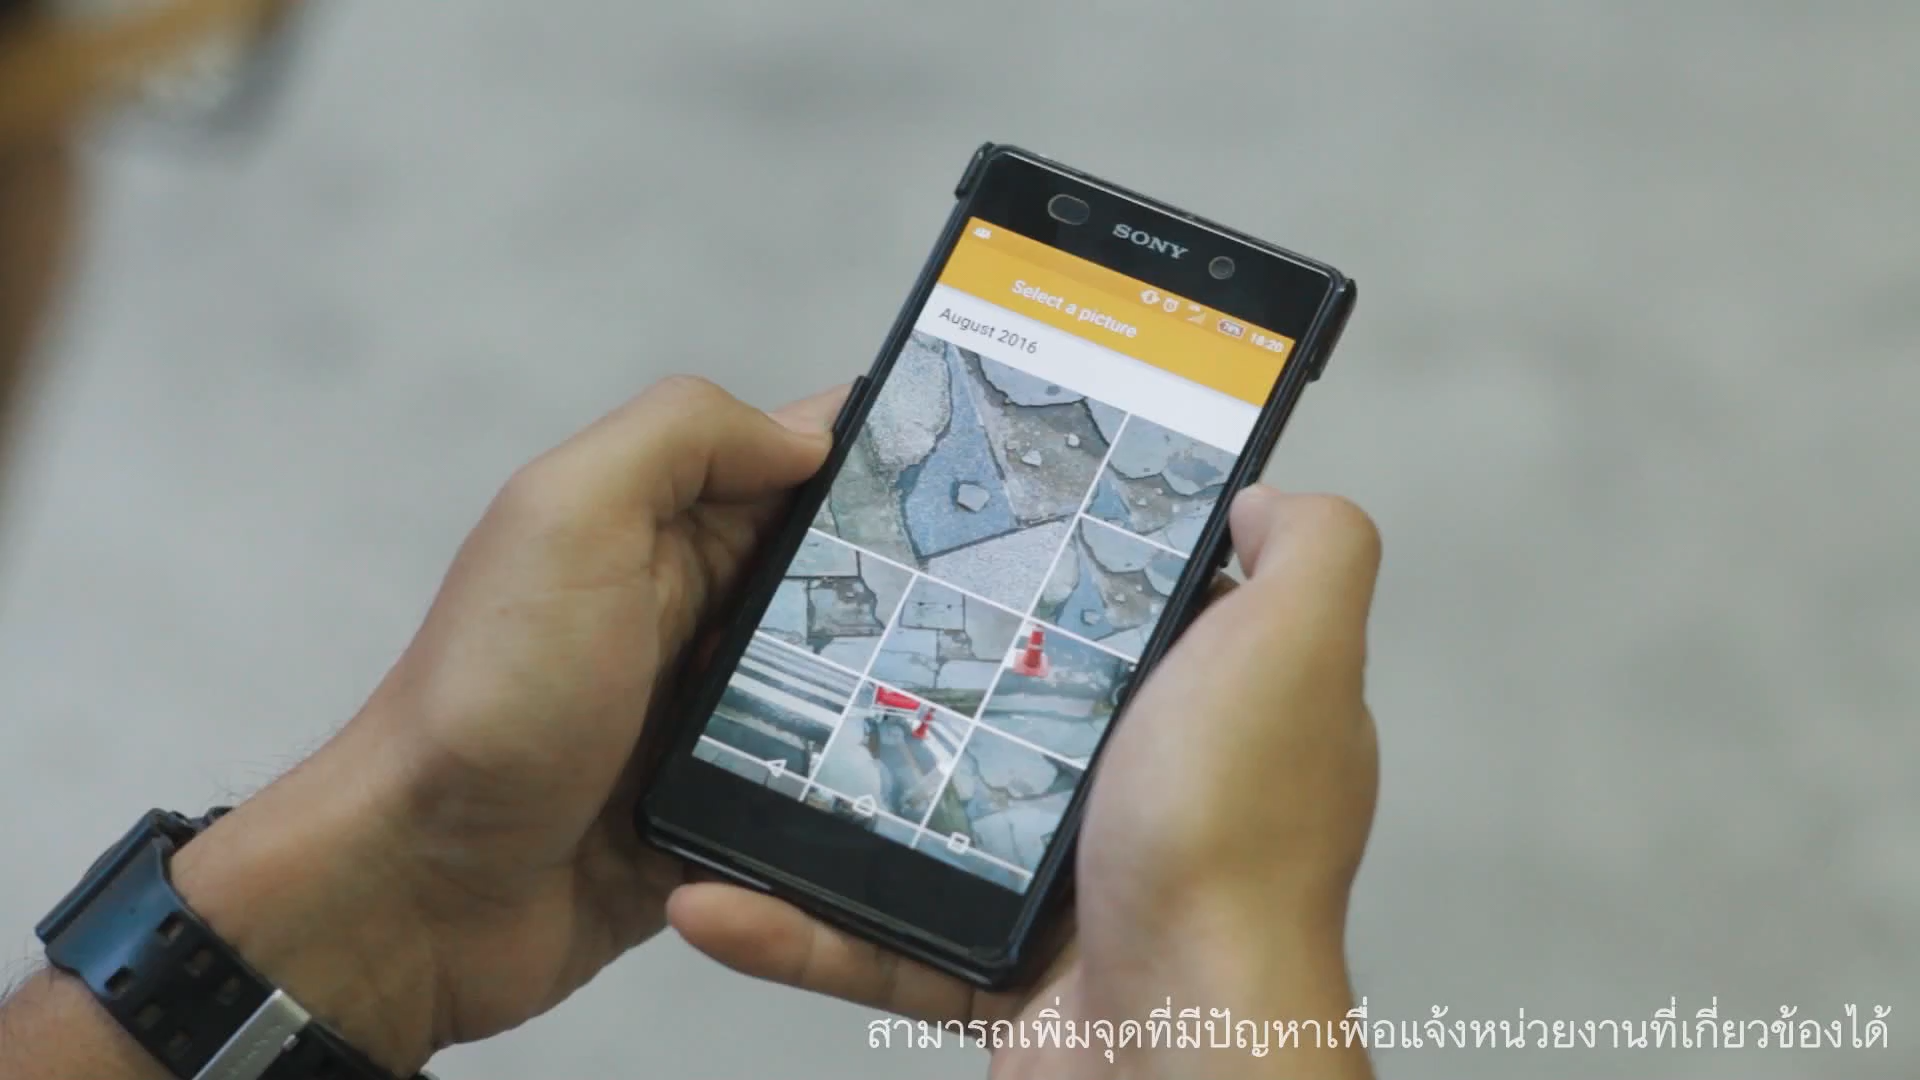 SONY
18:20
Select a picture
August 2016
สามารถเพิ่มจุดที่มีปัญหาเพื่อแจ้งหน่วยงานที่เกี่ยวข้องได้